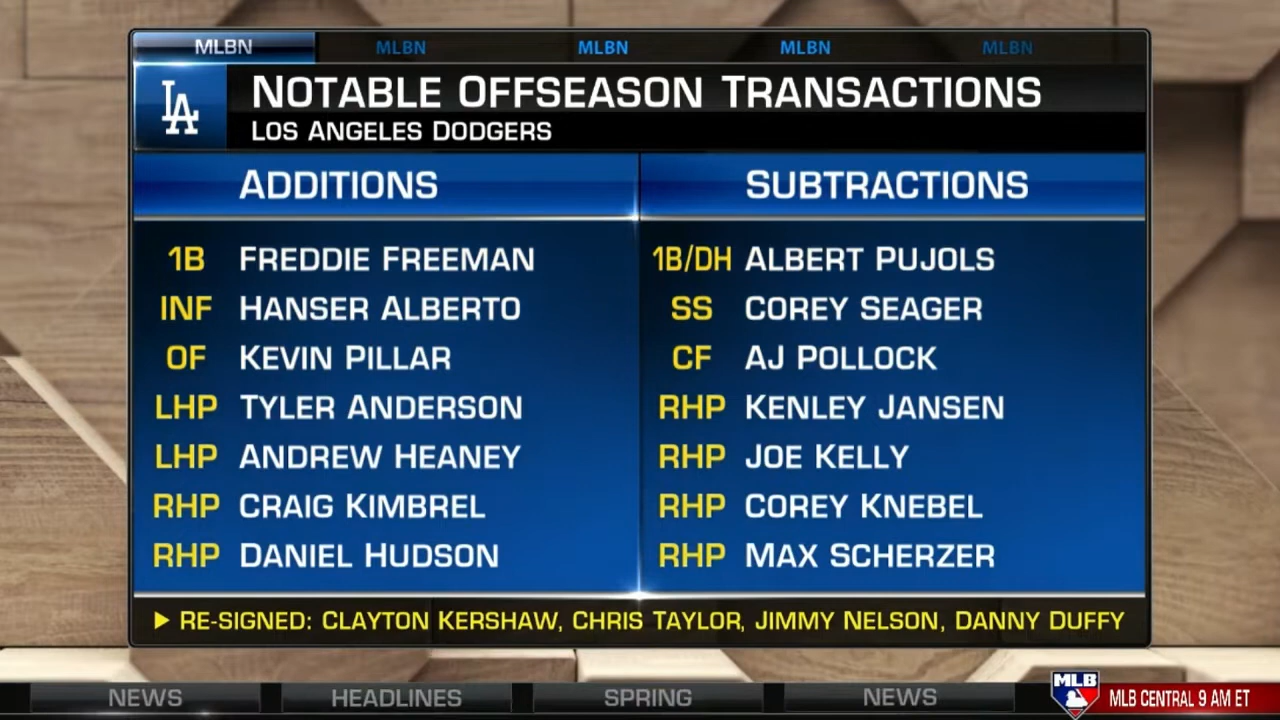 MLBN MLBN MLBN MLBN MLBN
LA
NOTABLE OFFSEASON TRANSACTIONS
LOS ANGELES DODGERS
ADDITIONS SUBTRACTIONS
1B FREDDIE FREEMAN 1B/DH ALBERT PUJOLS
INF HANSER ALBERTO SS COREY SEAGER
OF KEVIN PILLAR CF AJ POLLOCK
LHP TYLER ANDERSON RHP KENLEY JANSEN
LHP ANDREW HEANEY RHP JOE KELLY
RHP CRAIG KIMBREL RHP COREY KNEBEL
RHP DANIEL HUDSON RHP MAX SCHERZER
RE-SIGNED: CLAYTON KERSHAW, CHRIS TAYLOR, JIMMY NELSON, DANNY DUFFY
NEWS HEADLINES SPRING NEWS MLB MLB CENTRAL 9 AM ET